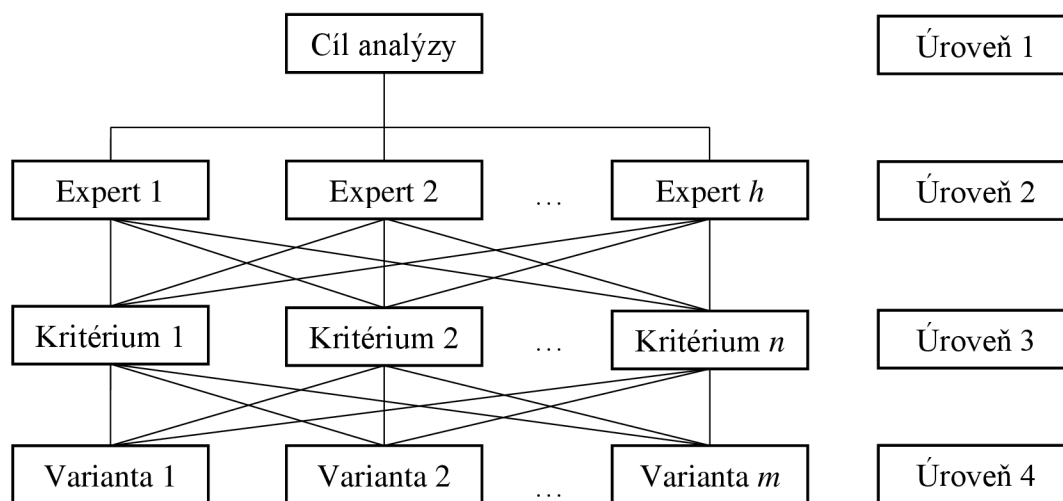 Cíl analýzy Úroveň 1
Expert 1 Expert 2 … Expert h Úroveň 2
Kritérium 1 Kritérium 2 … Kritérium n Úroveň 3
Varianta 1 Varianta 2 … Varianta m Úroveň 4